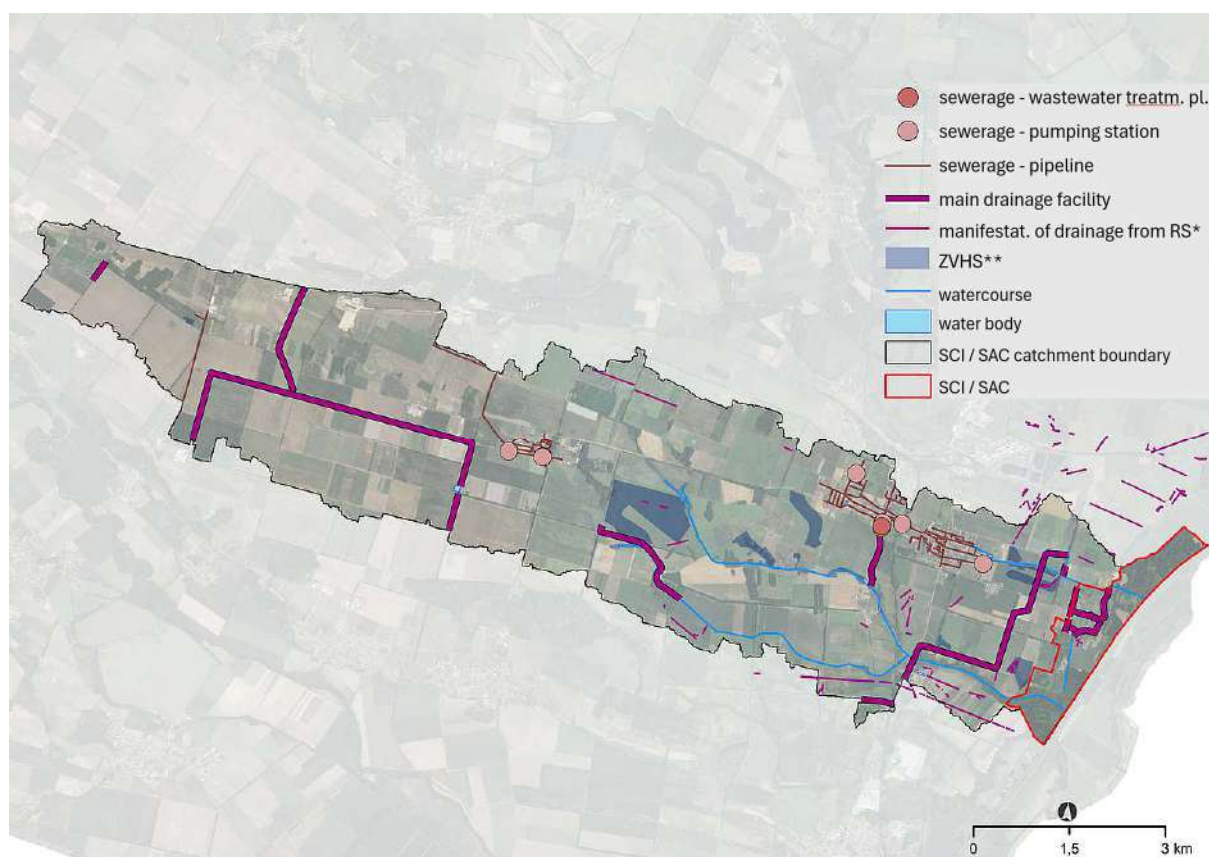 sewerage - wastewater treatm. pl.
sewerage - pumping station
sewerage - pipeline
main drainage facility
manifestat. of drainage from RS*
ZVHS**
watercourse
water body
SCI / SAC catchment boundary
SCI / SAC
0 1,5 3 km